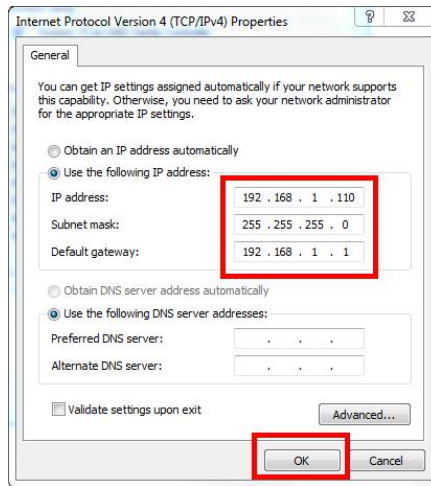 Internet Protocol Version 4 (TCP/IPv4) Properties
General
You can get IP settings assigned automatically if your network supports
this capability. Otherwise, you need to ask your network administrator
for the appropriate IP settings.
Obtain an IP address automatically
Use the following IP address:
IP address: 192 . 168 . 1 . 110
Subnet mask: 255 . 255 . 255 . 0
Default gateway: 192 . 168 . 1 . 1
Obtain DNS server address automatically
Use the following DNS server addresses:
Preferred DNS server: . . .
Alternate DNS server: . . .
Validate settings upon exit
Advanced...
OK Cancel